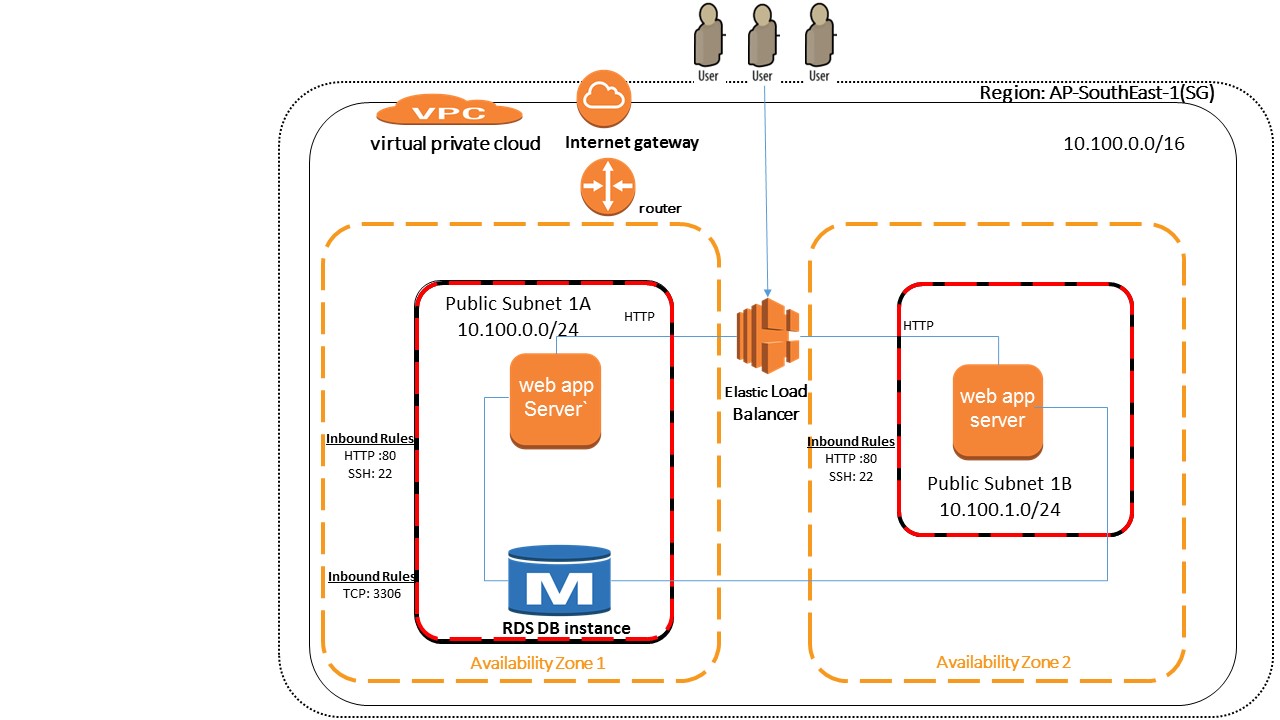 User
User
User
Region: AP-SouthEast-1(SG)
VPC
virtual private cloud
Internet gateway
10.100.0.0/16
router
Public Subnet 1A
10.100.0.0/24
HTTP
HTTP
web app
Server`
Elastic Load
Balancer
web app
server
Inbound Rules
HTTP :80
SSH: 22
Inbound Rules
HTTP :80
SSH: 22
Public Subnet 1B
10.100.1.0/24
Inbound Rules
TCP: 3306
M
RDS DB instance
Availability Zone 1
Availability Zone 2